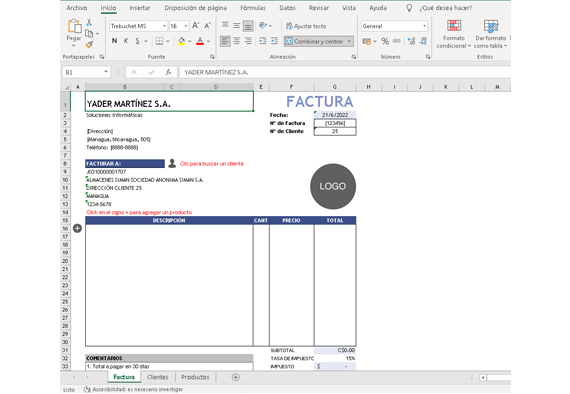 Archivo Inicio Insertar Disposición de página Fórmulas Datos Revisar Vista Ayuda ¿Qué desea hacer?
Pegar Trebuchet MS 16 A A Ajustar texto General Formato condicional Dar formato como tabla
N K S Combinar y centrar % 000
Portapapeles Fuente Alineación Número Estilos
B1 fx YADER MARTÍNEZ S.A.
A B C D E F G H I J K L M
1 YADER MARTÍNEZ S.A. FACTURA
2 Soluciones Informáticas Fecha: 21/6/2022
3 N° de Factura [123456]
4 [Dirección] N° de Cliente 25
5 [Managua, Nicaragua, 505]
6 Teléfono: [8888-8888]
7
8 FACTURAR A: Clic para buscar un cliente
9 J0310000001707
10 ALMACENES SIMAN SOCIEDAD ANONIMA SIMAN S.A.
11 DIRECCIÓN CLIENTE 25 LOGO
12 MANAGUA
13 1234-5678
14 Click en el signo + para agregar un producto
15 DESCRIPCIÓN CANT PRECIO TOTAL
16
17
18
19
20
21
22
23
24
25
26
27
28
29
30
31 SUBTOTAL C$0.00
32 COMENTARIOS TASA DE IMPUESTO 15%
33 1. Total a pagar en 30 días IMPUESTO $ -
Factura Clientes Productos
Listo Accesibilidad: es necesario investigar